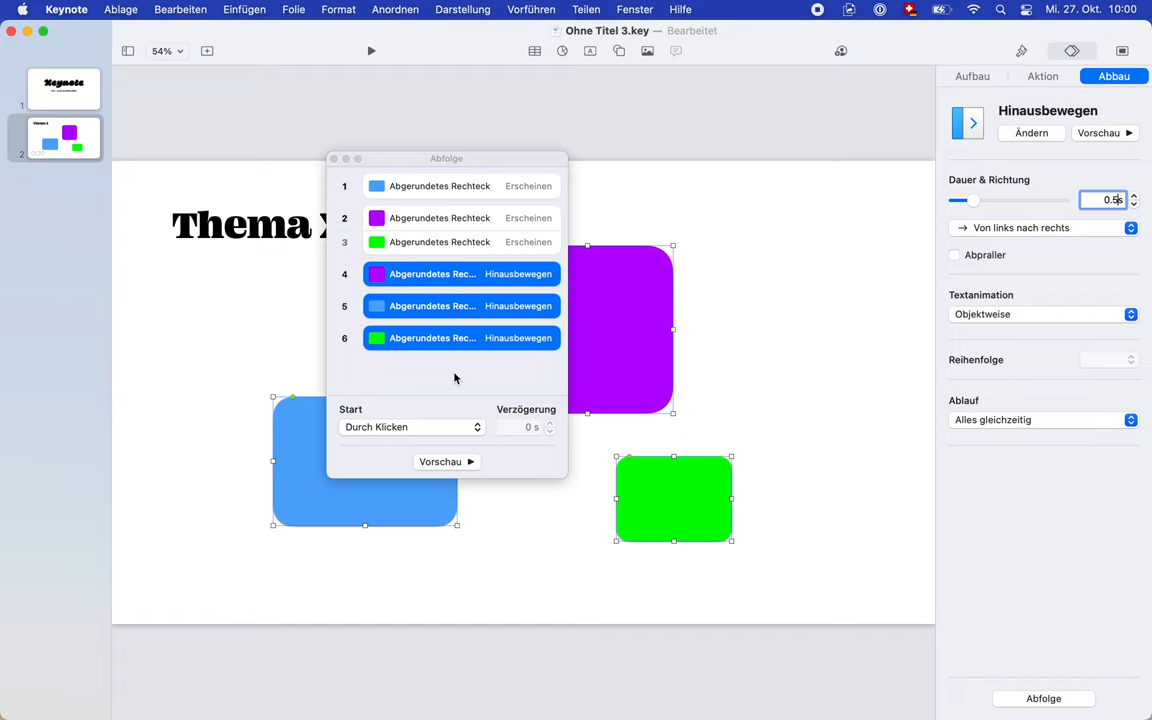 Keynote Ablage Bearbeiten Einfügen Folie Format Anordnen Darstellung Vorführen Teilen Fenster Hilfe Mi. 27. Okt. 10:00
Ohne Titel 3.key — Bearbeitet
54%
Aufbau Aktion Abbau
Keynote
1
Thema X
2
Hinausbewegen
Ändern Vorschau
Dauer & Richtung
0.5s
Von links nach rechts
Abpraller
Textanimation
Objektweise
Reihenfolge
Ablauf
Alles gleichzeitig
Abfolge
Thema X
Abfolge
1 Abgerundetes Rechteck Erscheinen
2 Abgerundetes Rechteck Erscheinen
3 Abgerundetes Rechteck Erscheinen
4 Abgerundetes Rec... Hinausbewegen
5 Abgerundetes Rec... Hinausbewegen
6 Abgerundetes Rec... Hinausbewegen
Start Verzögerung
Durch Klicken 0 s
Vorschau